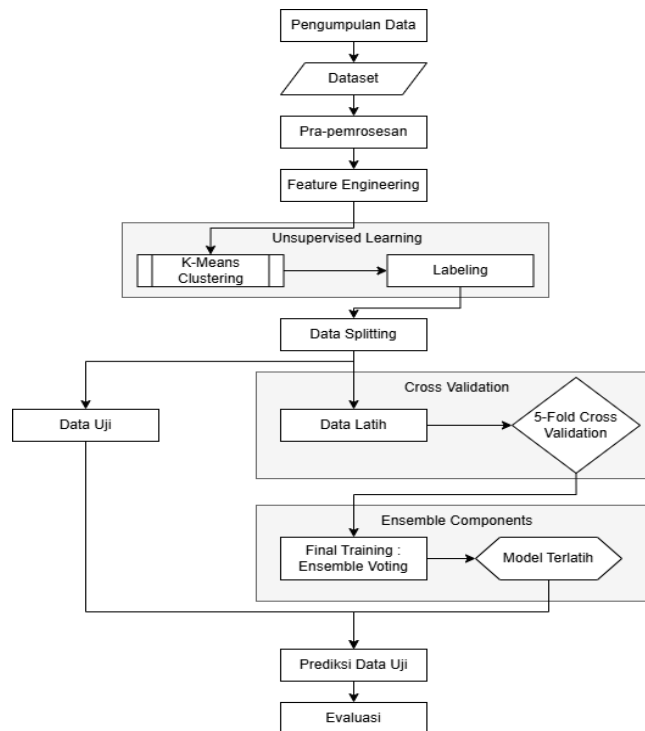 Pengumpulan Data
Dataset
Pra-pemrosesan
Feature Engineering
Unsupervised Learning
K-Means
Clustering
Labeling
Data Splitting
Cross Validation
Data Uji
Data Latih
5-Fold Cross
Validation
Ensemble Components
Final Training :
Ensemble Voting
Model Terlatih
Prediksi Data Uji
Evaluasi